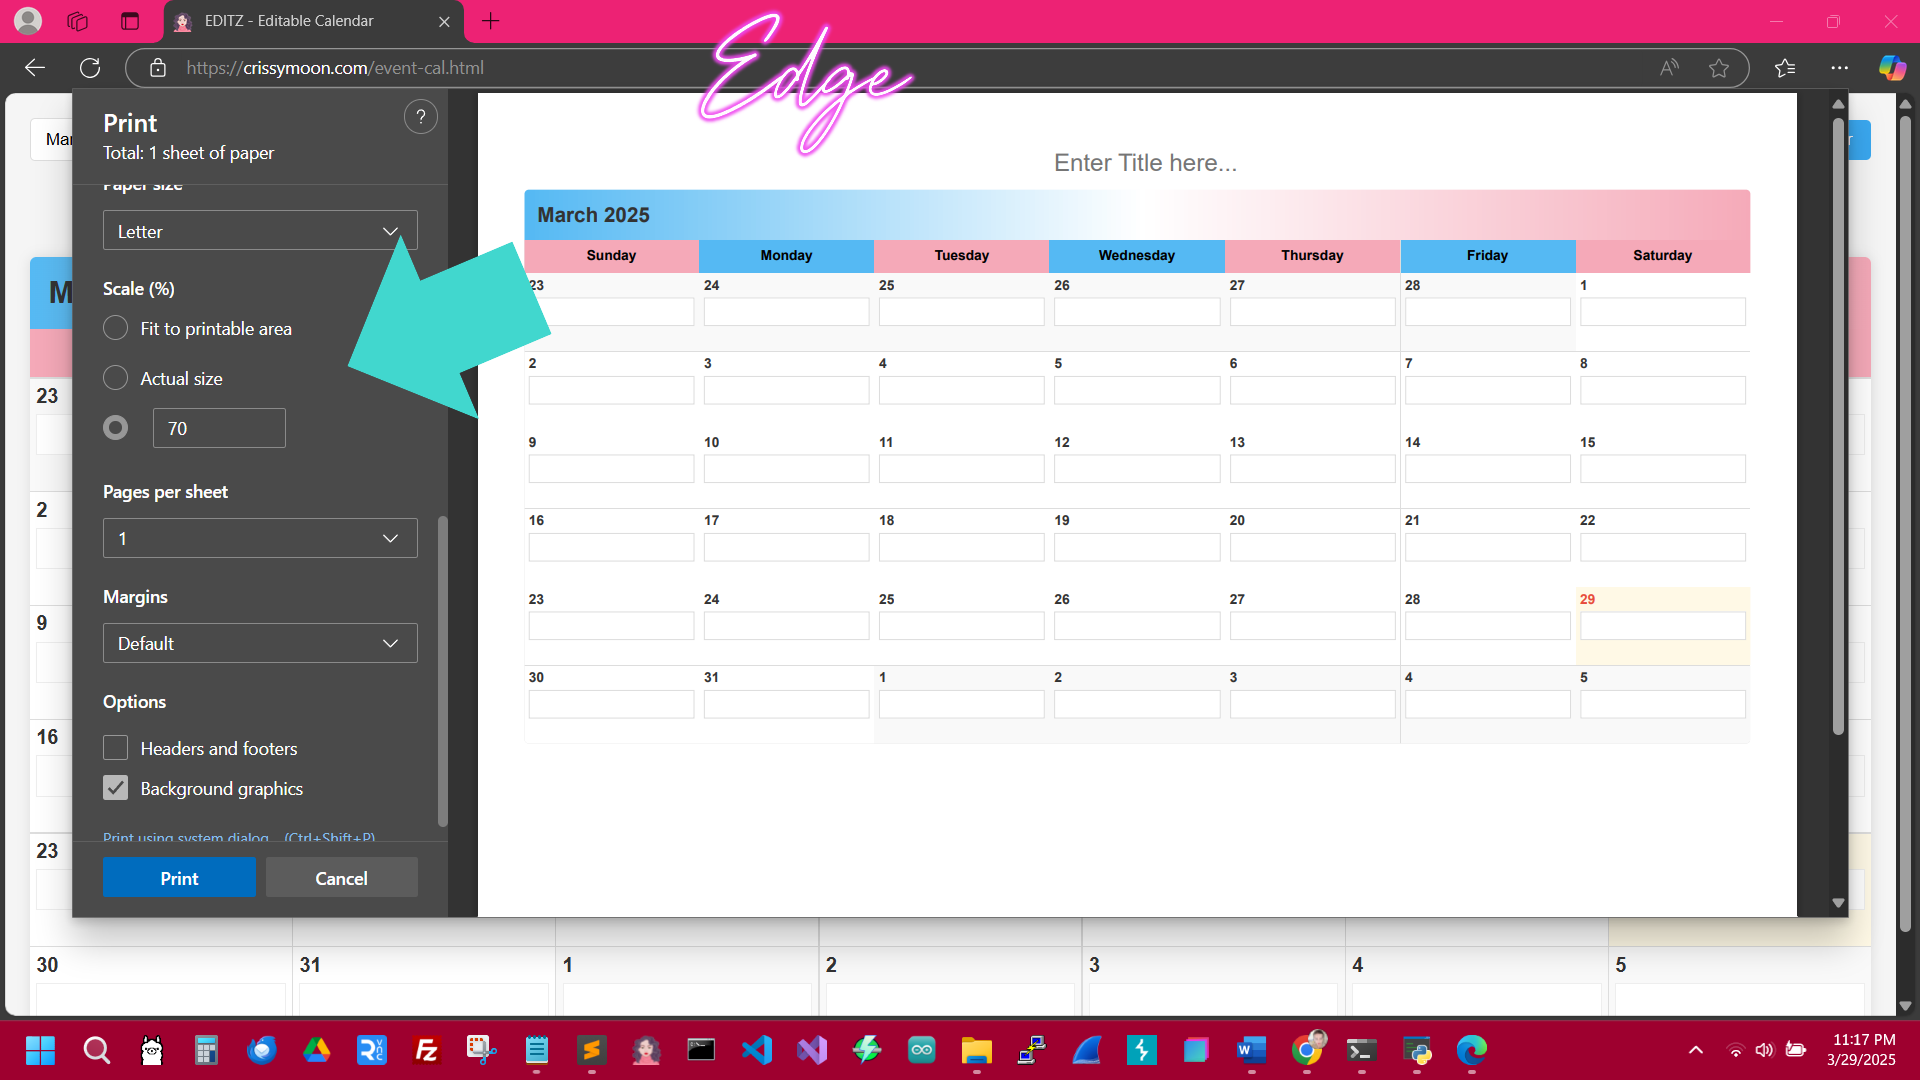 EDITZ - Editable Calendar
https://crissymoon.com/event-cal.html
Edge
Print
Total: 1 sheet of paper
Paper size
Letter
Scale (%)
Fit to printable area
Actual size
70
Pages per sheet
1
Margins
Default
Options
Headers and footers
Background graphics
Print using system dialog... (Ctrl+Shift+P)
Print Cancel
Enter Title here...
March 2025
Sunday Monday Tuesday Wednesday Thursday Friday Saturday
23 24 25 26 27 28 1
2 3 4 5 6 7 8
9 10 11 12 13 14 15
16 17 18 19 20 21 22
23 24 25 26 27 28 29
30 31 1 2 3 4 5
Mar
M
23
2
9
16
23
30 31 1 2 3 4 5
11:17 PM
3/29/2025